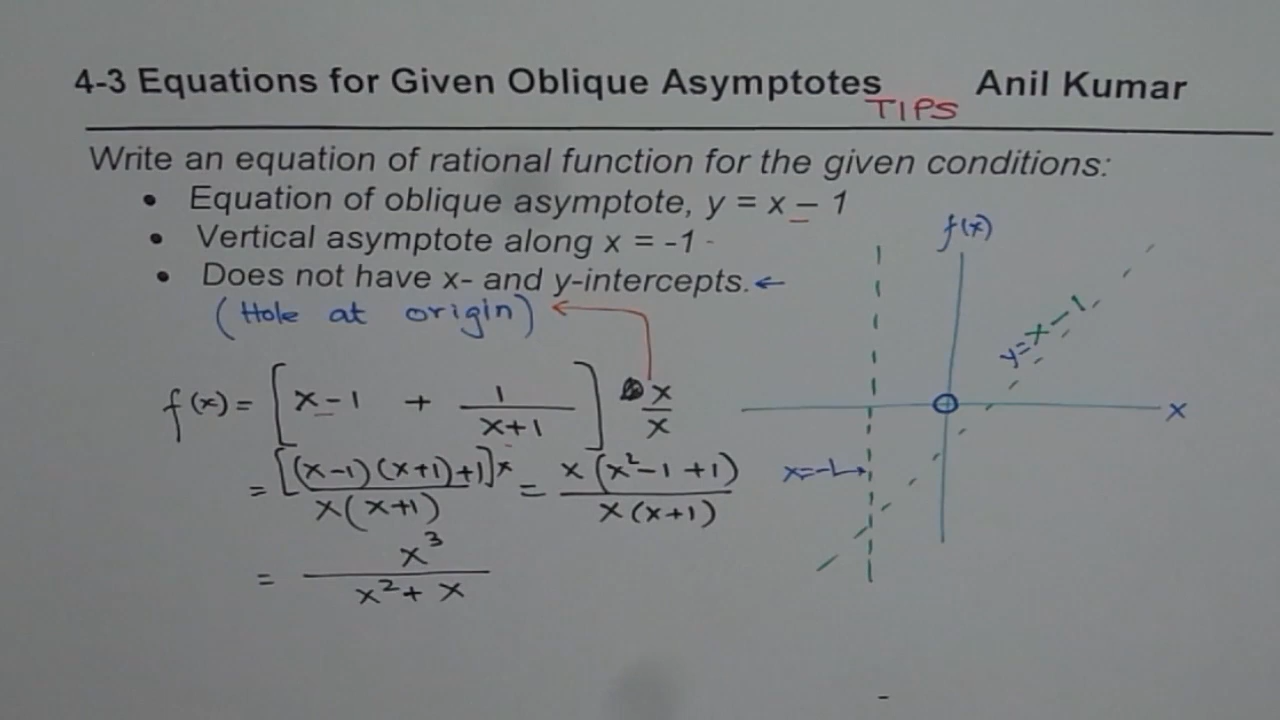 4-3 Equations for Given Oblique Asymptotes Anil Kumar
TIPS
Write an equation of rational function for the given conditions:
• Equation of oblique asymptote, y = x – 1
• Vertical asymptote along x = -1
• Does not have x- and y-intercepts. ←
(Hole at origin)
f(x) = [x-1 + 1/(x+1)] x/x
= [(x-1)(x+1)+1]x / x(x+1) = x(x²-1+1) / x(x+1)
= x³ / x²+x
f(x)
y=x-1
x
x=-1